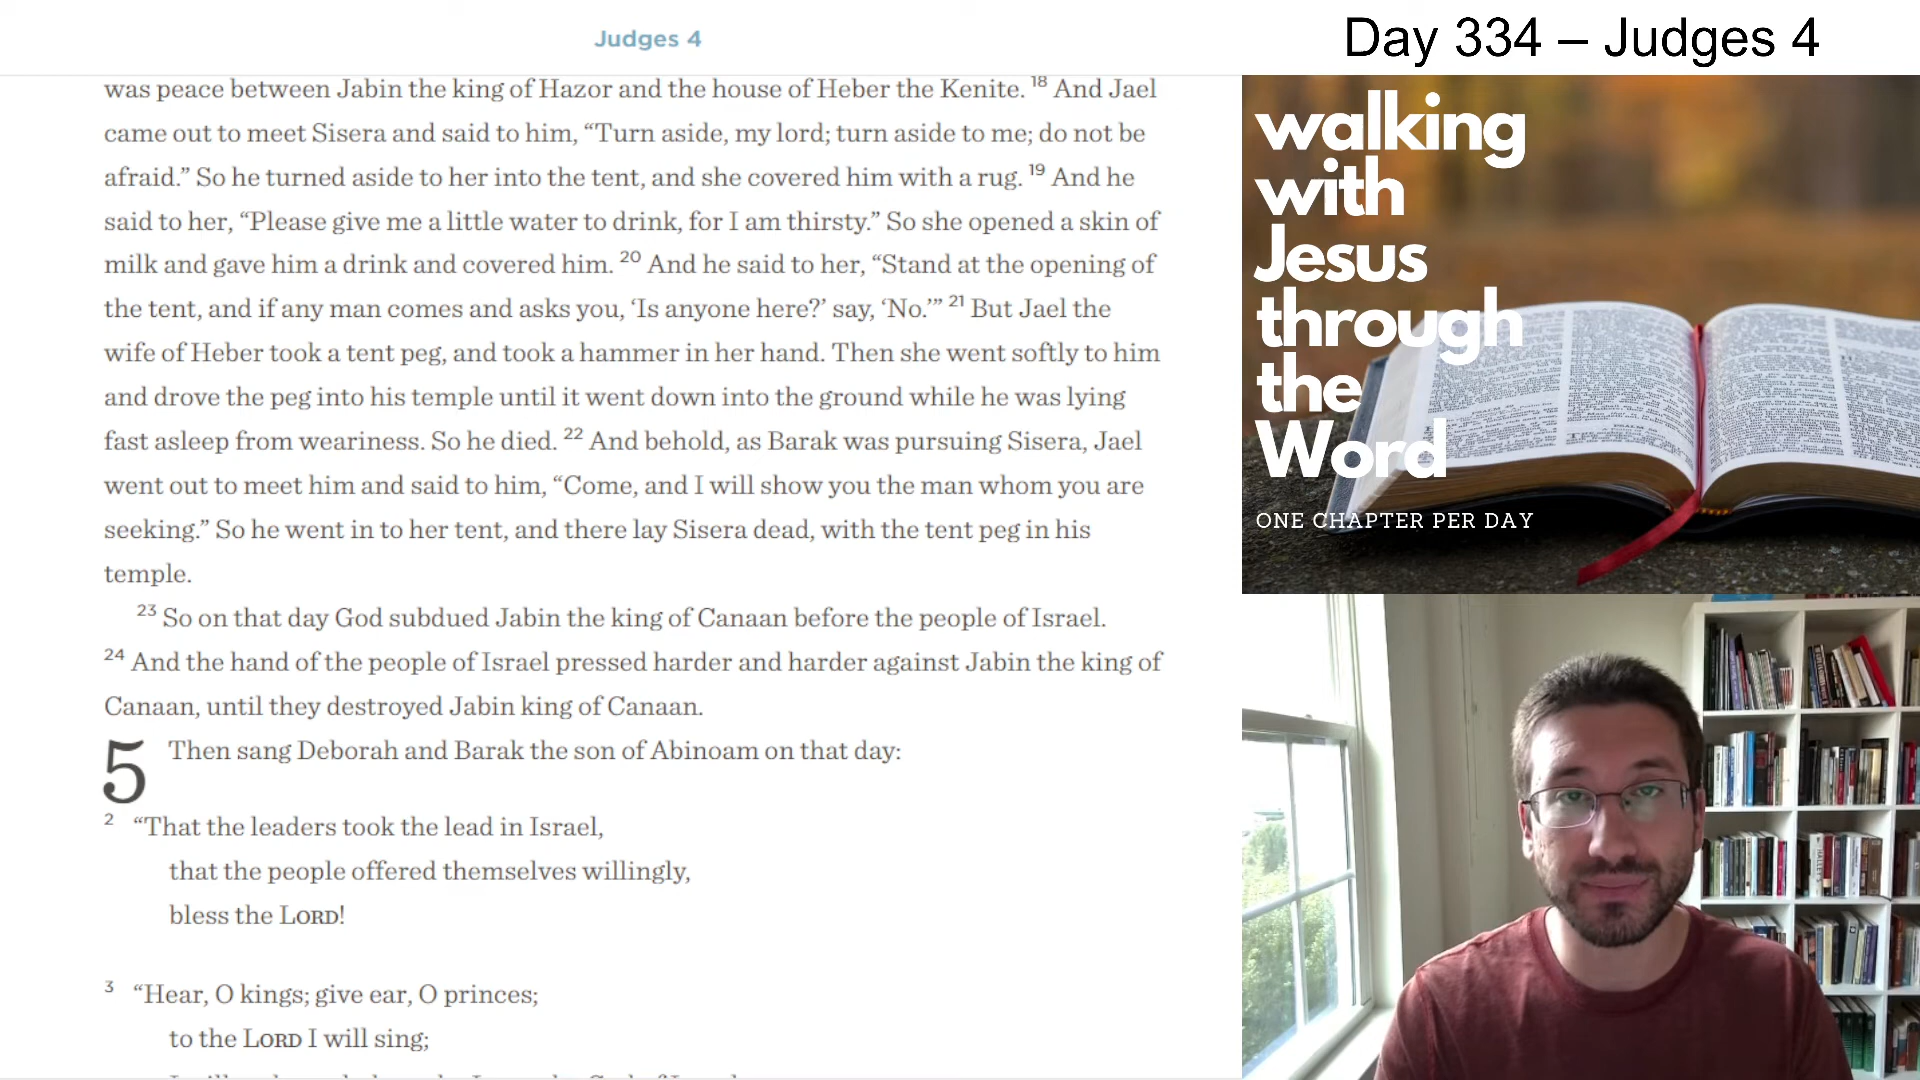 Judges 4
was peace between Jabin the king of Hazor and the house of Heber the Kenite. 18 And Jael
came out to meet Sisera and said to him, “Turn aside, my lord; turn aside to me; do not be
afraid.” So he turned aside to her into the tent, and she covered him with a rug. 19 And he
said to her, “Please give me a little water to drink, for I am thirsty.” So she opened a skin of
milk and gave him a drink and covered him. 20 And he said to her, “Stand at the opening of
the tent, and if any man comes and asks you, ‘Is anyone here?’ say, ‘No.’” 21 But Jael the
wife of Heber took a tent peg, and took a hammer in her hand. Then she went softly to him
and drove the peg into his temple until it went down into the ground while he was lying
fast asleep from weariness. So he died. 22 And behold, as Barak was pursuing Sisera, Jael
went out to meet him and said to him, “Come, and I will show you the man whom you are
seeking.” So he went in to her tent, and there lay Sisera dead, with the tent peg in his
temple.
23 So on that day God subdued Jabin the king of Canaan before the people of Israel.
24 And the hand of the people of Israel pressed harder and harder against Jabin the king of
Canaan, until they destroyed Jabin king of Canaan.
5 Then sang Deborah and Barak the son of Abinoam on that day:
2 “That the leaders took the lead in Israel,
that the people offered themselves willingly,
bless the LORD!
3 “Hear, O kings; give ear, O princes;
to the LORD I will sing;
Day 334 – Judges 4
walking
with
Jesus
through
the
Word
ONE CHAPTER PER DAY